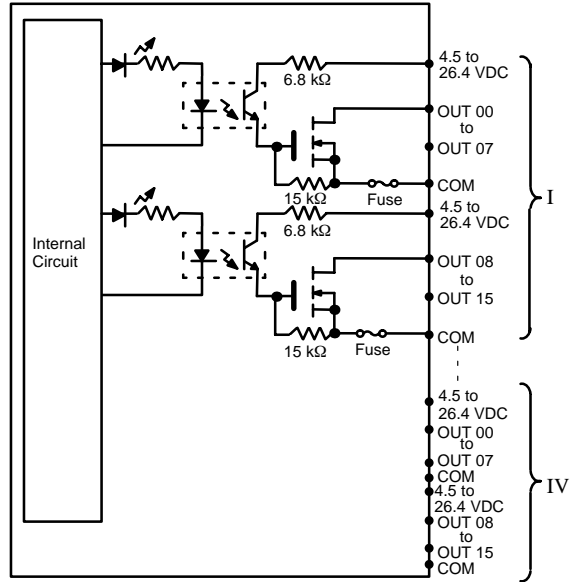 4.5 to
26.4 VDC
6.8 kΩ
OUT 00
to
OUT 07
COM
15 kΩ
Fuse
I
4.5 to
26.4 VDC
6.8 kΩ
Internal
Circuit
OUT 08
to
OUT 15
COM
15 kΩ
Fuse
4.5 to
26.4 VDC
OUT 00
to
OUT 07
COM
4.5 to
26.4 VDC
IV
OUT 08
to
OUT 15
COM